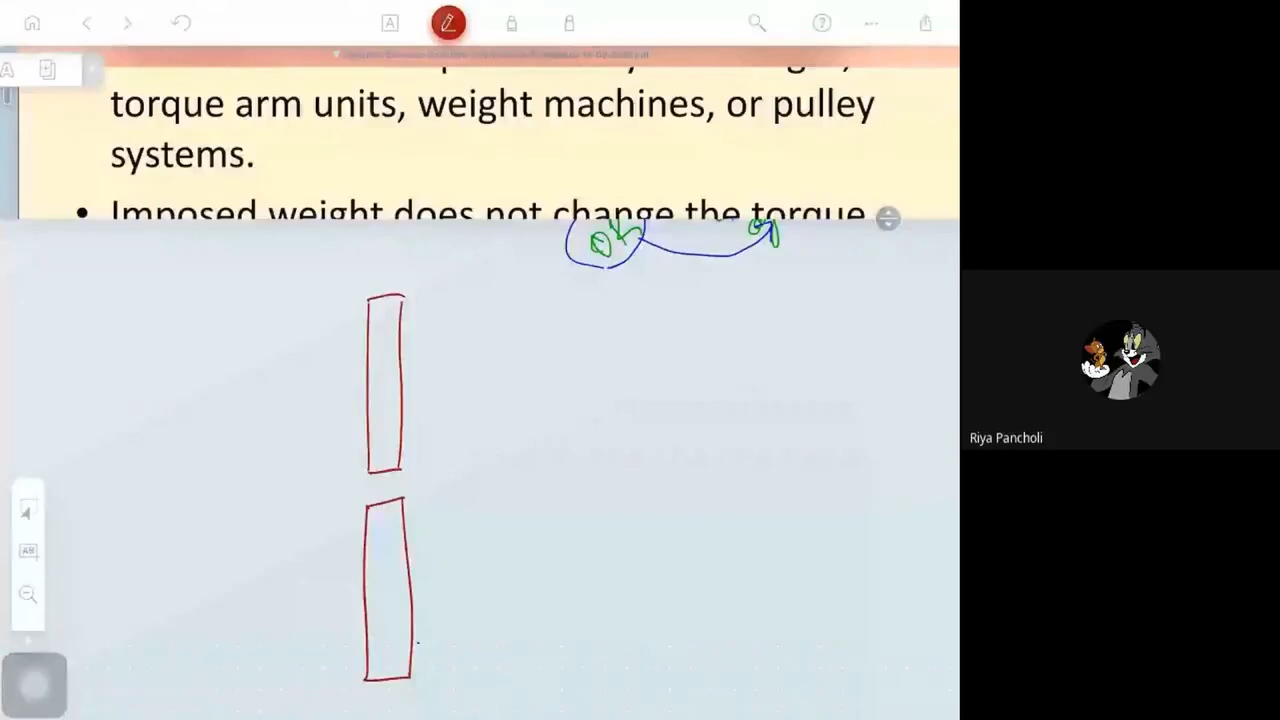 torque arm units, weight machines, or pulley
systems.
• Imposed weight does not change the torque
Riya Pancholi